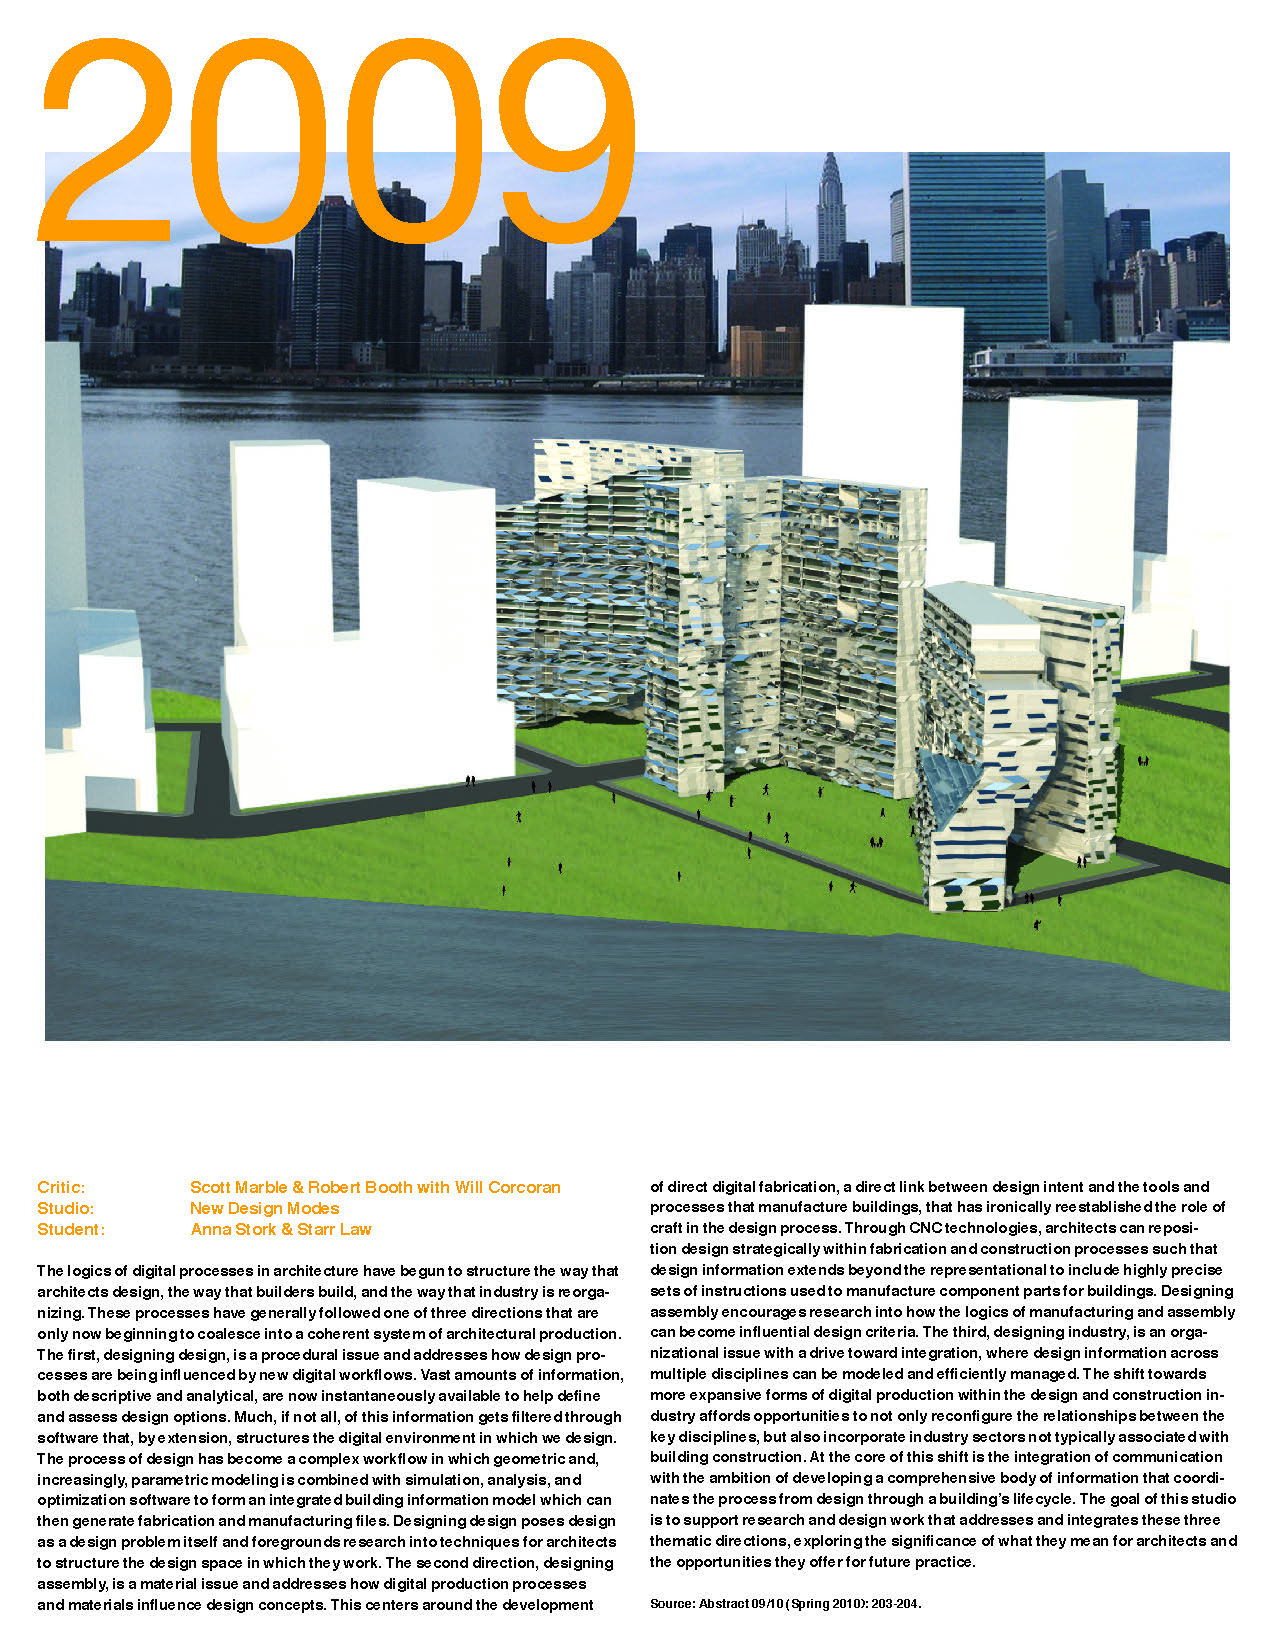 2009
Critic: Scott Marble & Robert Booth with Will Corcoran
Studio: New Design Modes
Student: Anna Stork & Starr Law
The logics of digital processes in architecture have begun to structure the way that
architects design, the way that builders build, and the way that industry is reorga-
nizing. These processes have generally followed one of three directions that are
only now beginning to coalesce into a coherent system of architectural production.
The first, designing design, is a procedural issue and addresses how design pro-
cesses are being influenced by new digital workflows. Vast amounts of information,
both descriptive and analytical, are now instantaneously available to help define
and assess design options. Much, if not all, of this information gets filtered through
software that, by extension, structures the digital environment in which we design.
The process of design has become a complex workflow in which geometric and,
increasingly, parametric modeling is combined with simulation, analysis, and
optimization software to form an integrated building information model which can
then generate fabrication and manufacturing files. Designing design poses design
as a design problem itself and foregrounds research into techniques for architects
to structure the design space in which they work. The second direction, designing
assembly, is a material issue and addresses how digital production processes
and materials influence design concepts. This centers around the development
of direct digital fabrication, a direct link between design intent and the tools and
processes that manufacture buildings, that has ironically reestablished the role of
craft in the design process. Through CNC technologies, architects can reposi-
tion design strategically within fabrication and construction processes such that
design information extends beyond the representational to include highly precise
sets of instructions used to manufacture component parts for buildings. Designing
assembly encourages research into how the logics of manufacturing and assembly
can become influential design criteria. The third, designing industry, is an orga-
nizational issue with a drive toward integration, where design information across
multiple disciplines can be modeled and efficiently managed. The shift towards
more expansive forms of digital production within the design and construction in-
dustry affords opportunities to not only reconfigure the relationships between the
key disciplines, but also incorporate industry sectors not typically associated with
building construction. At the core of this shift is the integration of communication
with the ambition of developing a comprehensive body of information that coordi-
nates the process from design through a building's lifecycle. The goal of this studio
is to support research and design work that addresses and integrates these three
thematic directions, exploring the significance of what they mean for architects and
the opportunities they offer for future practice.
Source: Abstract 09/10 (Spring 2010): 203-204.